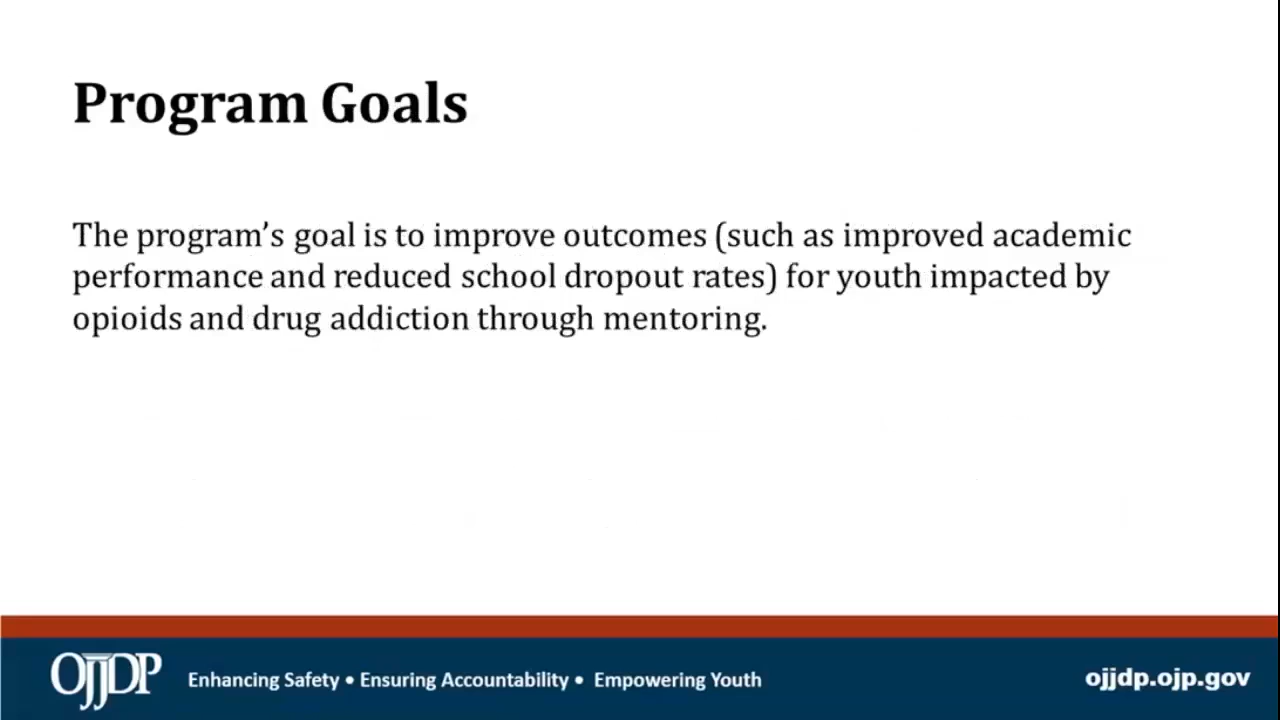 Program Goals
The program’s goal is to improve outcomes (such as improved academic
performance and reduced school dropout rates) for youth impacted by
opioids and drug addiction through mentoring.
OJJDP Enhancing Safety • Ensuring Accountability • Empowering Youth ojjdp.ojp.gov